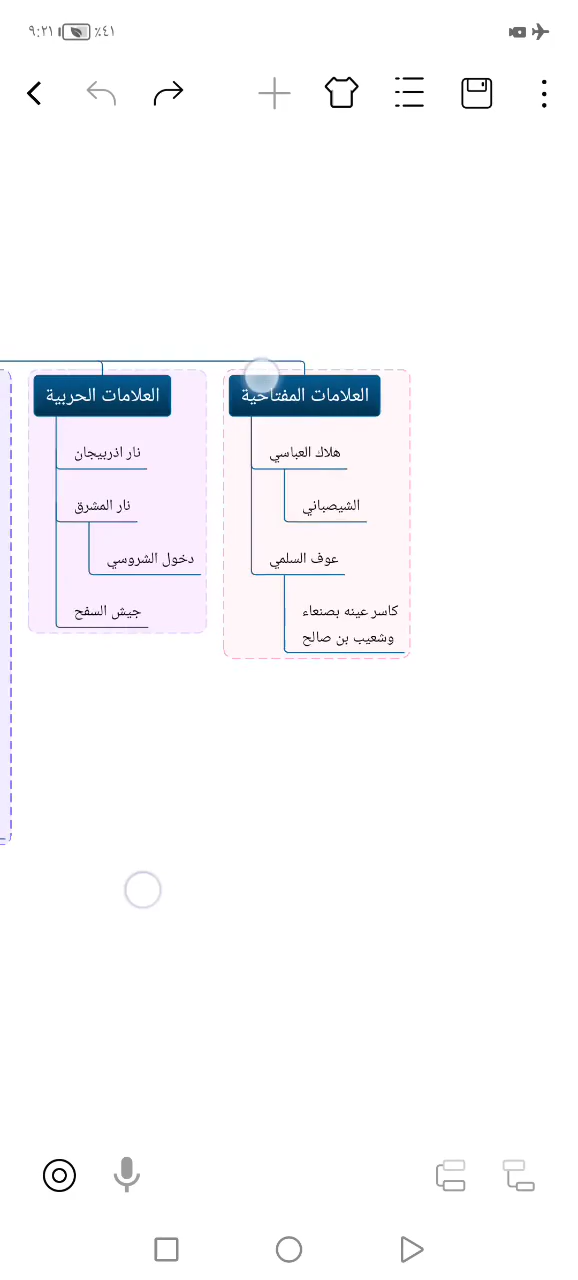 ٩:٢١ ٪٤١
العلامات المفتاحية
هلاك العباسي
الشيصباني
عوف السلمي
كاسر عينه بصنعاء
وشعيب بن صالح
العلامات الحربية
نار اذربيجان
نار المشرق
دخول الشروسي
جيش السفح